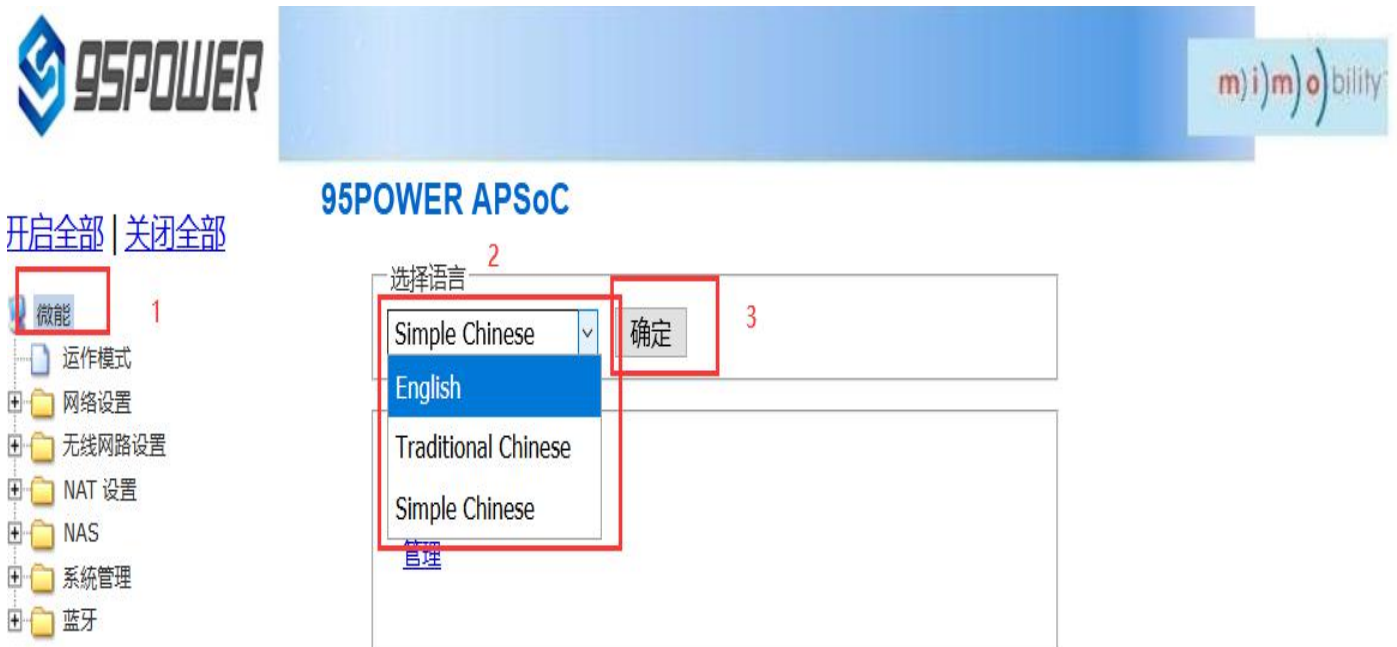 95POWER
m)i)m)o)bility
95POWER APSoC
开启全部 | 关闭全部
2
选择语言
微能
1
Simple Chinese
确定
3
运作模式
English
网络设置
Traditional Chinese
无线网路设置
NAT 设置
Simple Chinese
NAS
管理
系統管理
蓝牙